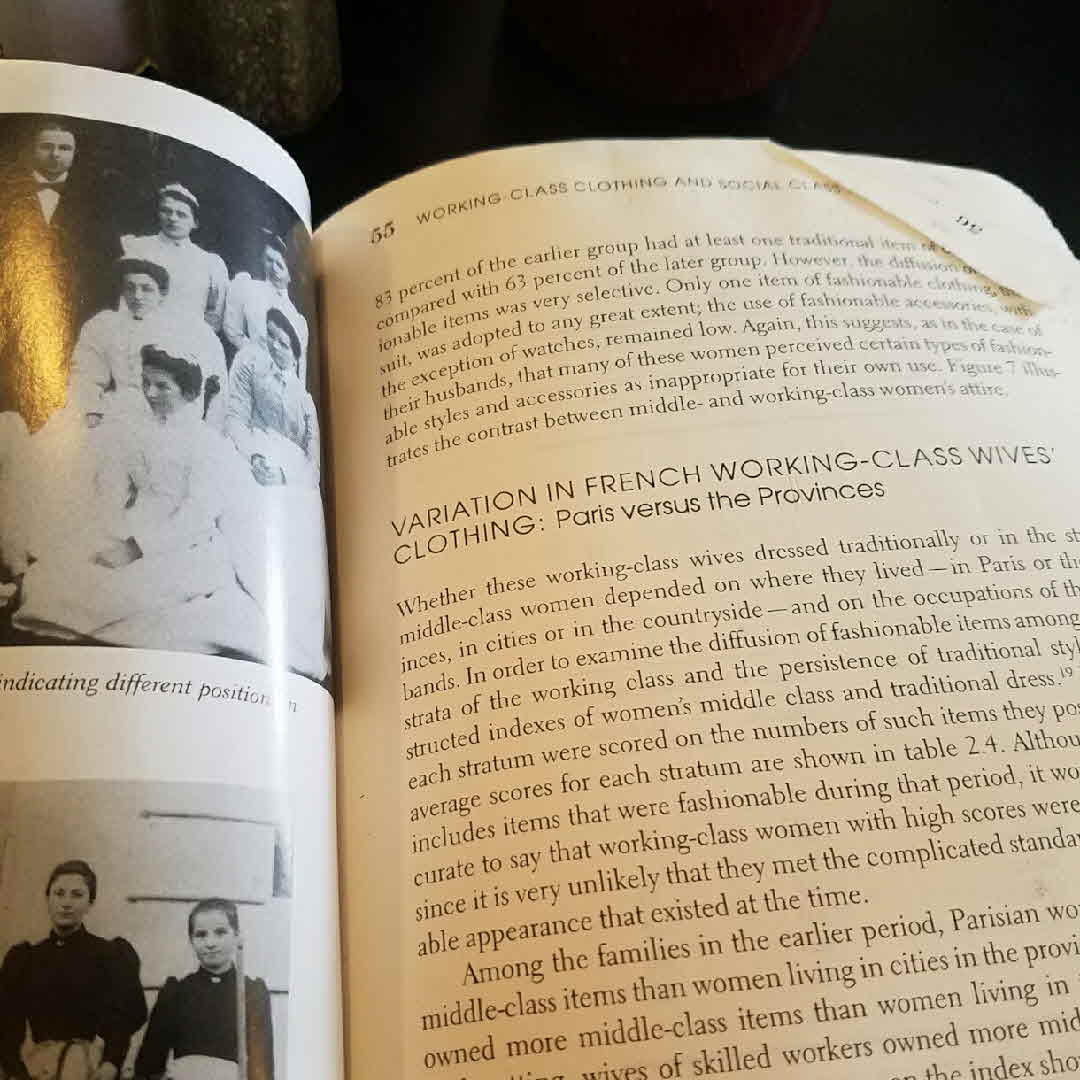 indicating different position
55 WORKING-CLASS CLOTHING AND SOCIAL CLASS
83 percent of the earlier group had at least one traditional item of
compared with 63 percent of the later group. However, the diffusion of
ionable items was very selective. Only one item of fashionable clothing,
suit, was adopted to any great extent; the use of fashionable accessories, with
the exception of watches, remained low. Again, this suggests, as in the case of
their husbands, that many of these women perceived certain types of fashion-
able styles and accessories as inappropriate for their own use. Figure 7 illus-
trates the contrast between middle- and working-class women's attire.
VARIATION IN FRENCH WORKING-CLASS WIVES'
CLOTHING: Paris versus the Provinces
Whether these working-class wives dressed traditionally or in the
middle-class women depended on where they lived—in Paris or
inces, in cities or in the countryside—and on the occupations of
bands. In order to examine the diffusion of fashionable items among
strata of the working class and the persistence of traditional
structed indexes of women's middle class and traditional dress.19
each stratum were scored on the numbers of such items they
average scores for each stratum are shown in table 2.4.
includes items that were fashionable during that period, it
curate to say that working-class women with high scores were
since it is very unlikely that they met the complicated
able appearance that existed at the time.
Among the families in the earlier period, Parisian
middle-class items than women living in cities in the
owned more middle-class items than women living in
wives of skilled workers owned more
the index